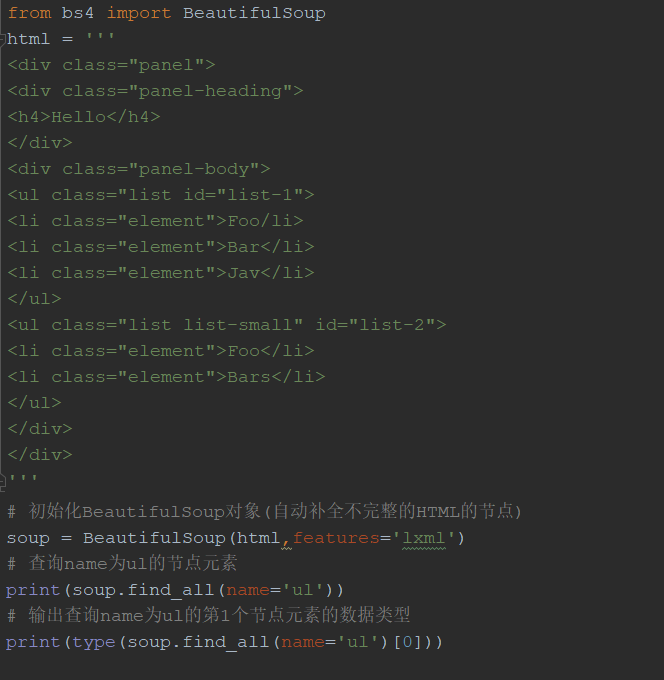 from bs4 import BeautifulSoup
html = '''
<div class="panel">
<div class="panel-heading">
<h4>Hello</h4>
</div>
<div class="panel-body">
<ul class="list id="list-1">
<li class="element">Foo/li>
<li class="element">Bar</li>
<li class="element">Jav</li>
</ul>
<ul class="list list-small" id="list-2">
<li class="element">Foo</li>
<li class="element">Bars</li>
</ul>
</div>
</div>
'''
# 初始化BeautifulSoup对象(自动补全不完整的HTML的节点)
soup = BeautifulSoup(html,features='lxml')
# 查询name为ul的节点元素
print(soup.find_all(name='ul'))
# 输出查询name为ul的第1个节点元素的数据类型
print(type(soup.find_all(name='ul')[0]))